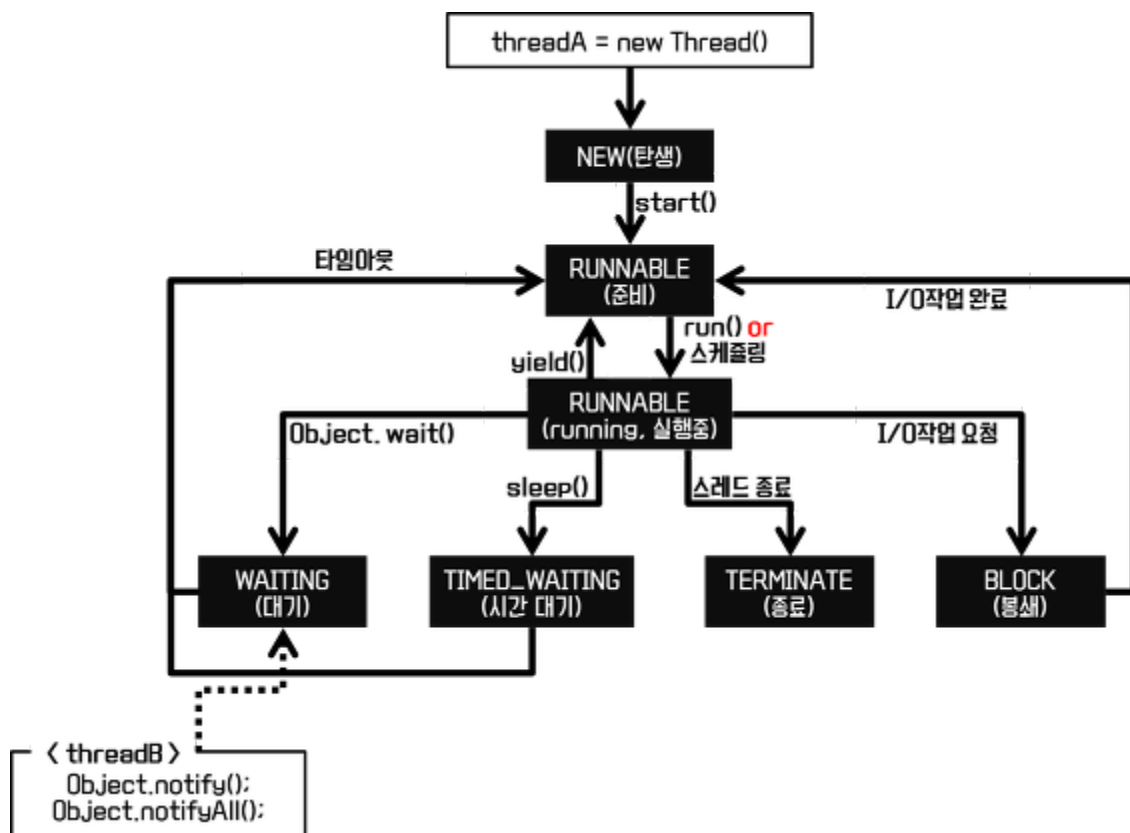 threadA = new Thread()
NEW(탄생)
start()
타임아웃
RUNNABLE
(준비)
I/O작업 완료
run() or
스케쥴링
yield()
RUNNABLE
(running, 실행중)
Object.wait()
I/O작업 요청
sleep()
스레드 종료
WAITING
(대기)
TIMED_WAITING
(시간 대기)
TERMINATE
(종료)
BLOCK
(봉쇄)
< threadB >
Object.notify();
Object.notifyAll();